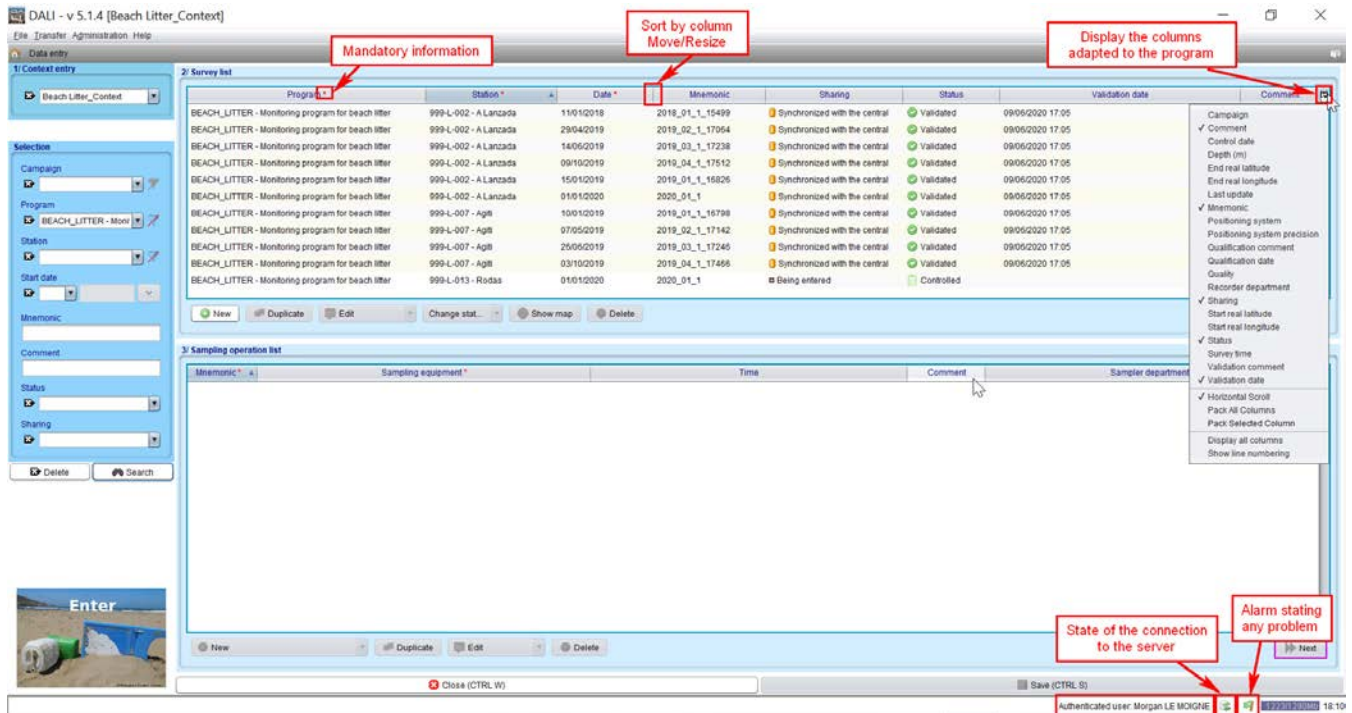 DALI - v 5.1.4 [Beach Litter_Context]
File Transfer Administration Help
Data entry
Mandatory information
Sort by column
Move/Resize
Display the columns
adapted to the program
1/ Context entry
Beach Litter_Context
Selection
Campaign
Program
BEACH_LITTER - Moni
Station
Start date
Mnemonic
Comment
Status
Sharing
Delete Search
Enter
2/ Survey list
Program * Station * Date * Mnemonic Sharing Status Validation date Comment
BEACH_LITTER - Monitoring program for beach litter 999-L-002 - A Lanzada 11/01/2018 2018_01_1_15499 Synchronized with the central Validated 09/06/2020 17:05
BEACH_LITTER - Monitoring program for beach litter 999-L-002 - A Lanzada 29/04/2019 2019_02_1_17064 Synchronized with the central Validated 09/06/2020 17:05
BEACH_LITTER - Monitoring program for beach litter 999-L-002 - A Lanzada 14/06/2019 2019_03_1_17238 Synchronized with the central Validated 09/06/2020 17:05
BEACH_LITTER - Monitoring program for beach litter 999-L-002 - A Lanzada 09/10/2019 2019_04_1_17512 Synchronized with the central Validated 09/06/2020 17:05
BEACH_LITTER - Monitoring program for beach litter 999-L-002 - A Lanzada 15/01/2019 2019_01_1_16826 Synchronized with the central Validated 09/06/2020 17:05
BEACH_LITTER - Monitoring program for beach litter 999-L-002 - A Lanzada 01/01/2020 2020_01_1 Synchronized with the central Validated 09/06/2020 17:05
BEACH_LITTER - Monitoring program for beach litter 999-L-007 - Agiti 10/01/2019 2019_01_1_16798 Synchronized with the central Validated 09/06/2020 17:05
BEACH_LITTER - Monitoring program for beach litter 999-L-007 - Agiti 07/05/2019 2019_02_1_17142 Synchronized with the central Validated 09/06/2020 17:05
BEACH_LITTER - Monitoring program for beach litter 999-L-007 - Agiti 25/06/2019 2019_03_1_17246 Synchronized with the central Validated 09/06/2020 17:05
BEACH_LITTER - Monitoring program for beach litter 999-L-007 - Agiti 03/10/2019 2019_04_1_17466 Synchronized with the central Validated 09/06/2020 17:05
BEACH_LITTER - Monitoring program for beach litter 999-L-013 - Rodas 01/01/2020 2020_01_1 Being entered Controlled
New Duplicate Edit Change stat... Show map Delete
Campaign
Comment
Control date
Depth (m)
End real latitude
End real longitude
Last update
Mnemonic
Positioning system
Positioning system precision
Qualification comment
Qualification date
Quality
Recorder department
Sharing
Start real latitude
Start real longitude
Status
Survey time
Validation comment
Validation date
Horizontal Scroll
Pack All Columns
Pack Selected Column
Display all columns
Show line numbering
3/ Sampling operation list
Mnemonic * Sampling equipment * Time Comment Sampler department
State of the connection
to the server
Alarm stating
any problem
New Duplicate Edit Delete Next
Close (CTRL W) Save (CTRL S)
Authenticated user: Morgan LE MOIGNE 18:10